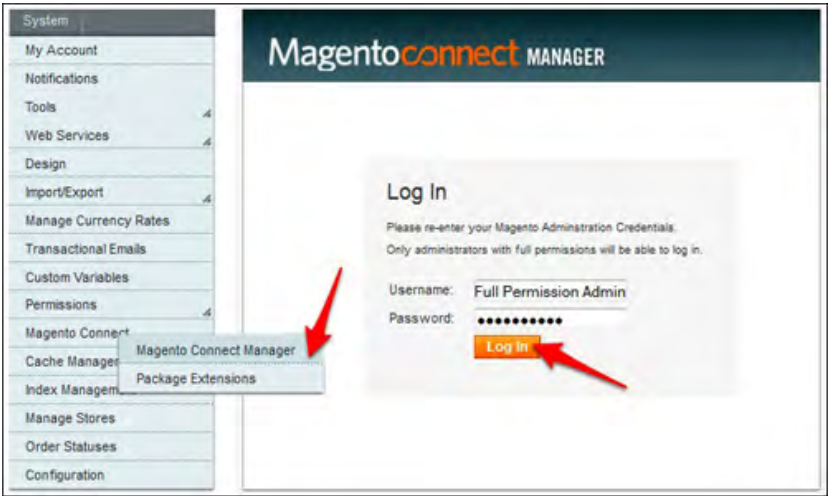 System
My Account
Notifications
Tools
Web Services
Design
Import/Export
Manage Currency Rates
Transactional Emails
Custom Variables
Permissions
Magento Connect
Cache Manager
Index Managem
Manage Stores
Order Statuses
Configuration
Magento Connect Manager
Package Extensions
Magentoconnect MANAGER
Log In
Please re-enter your Magento Adminstration Credentials.
Only administrators with full permissions will be able to log in.
Username: Full Permission Admin
Password: ••••••••••
Log In